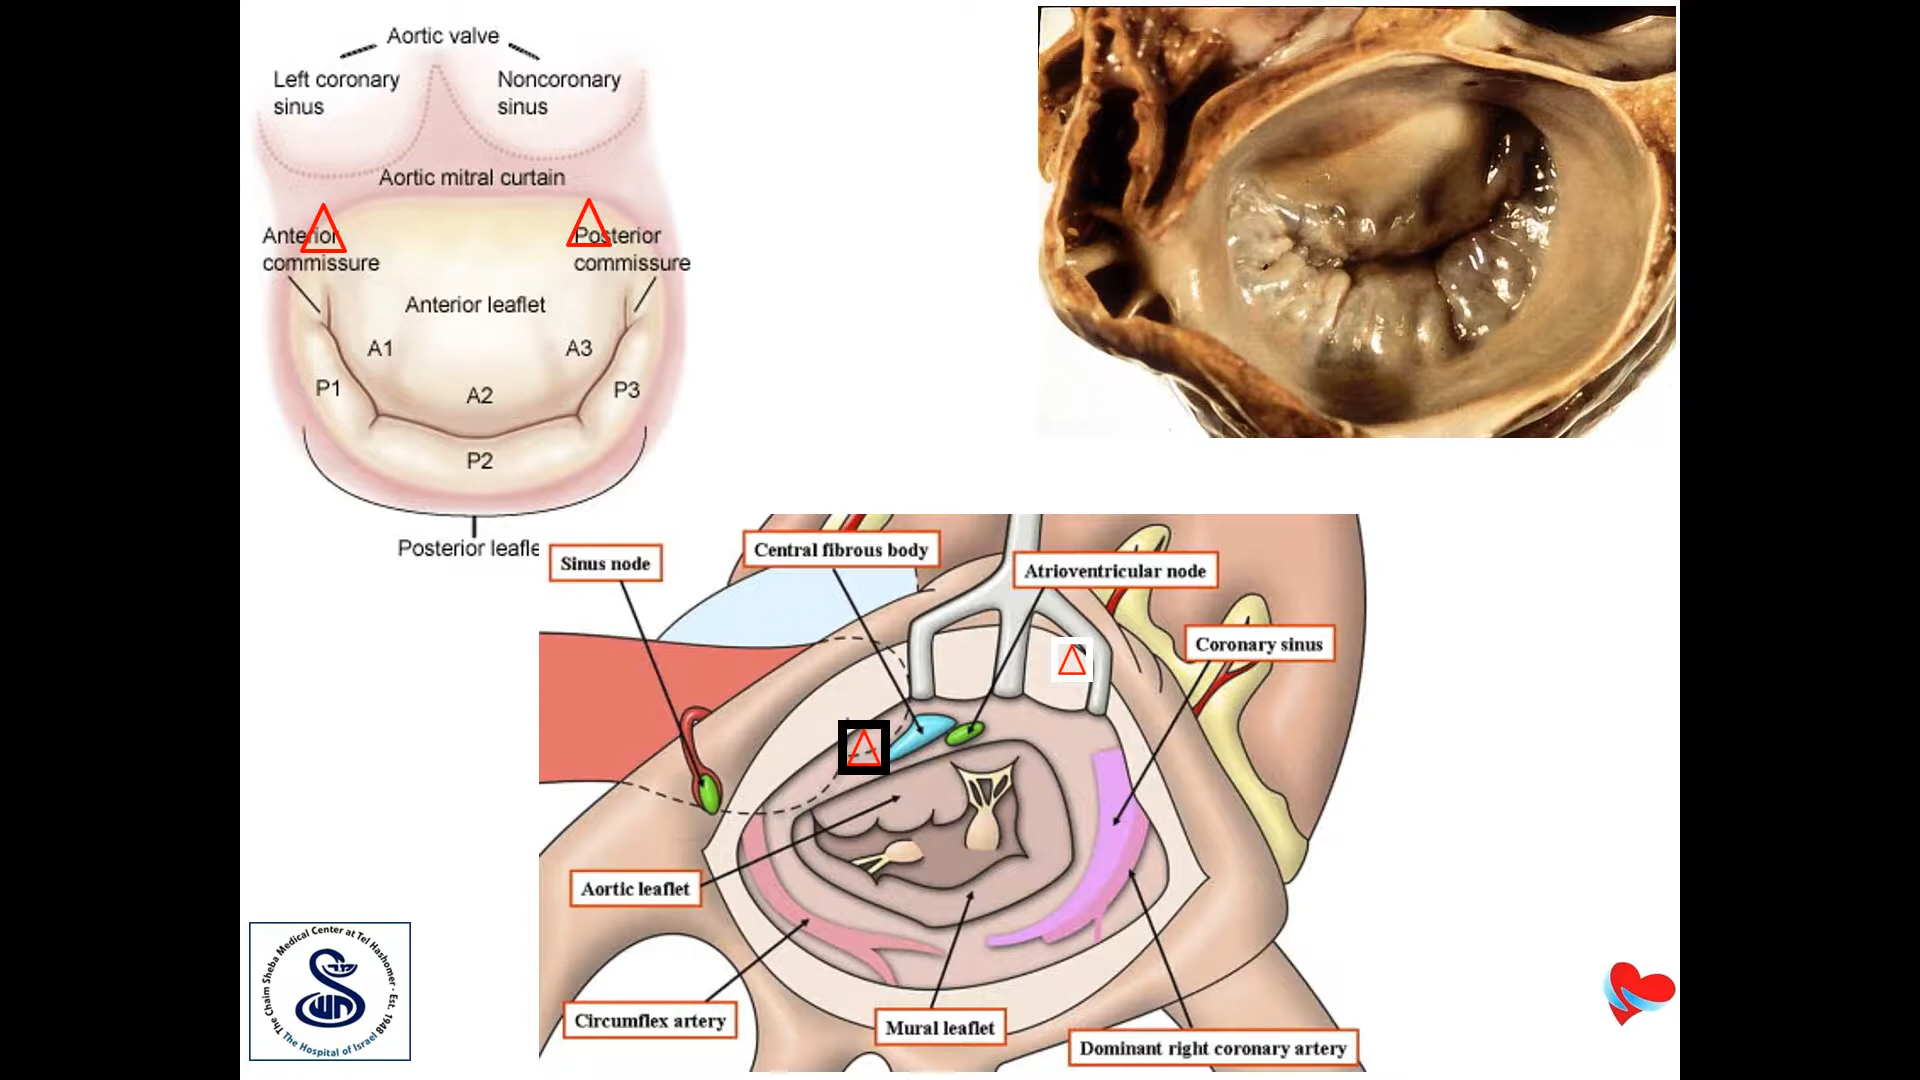 Aortic valve
Left coronary
sinus
Noncoronary
sinus
Aortic mitral curtain
Anterior
commissure
Posterior
commissure
Anterior leaflet
A1
A3
P1
P3
A2
P2
Posterior leafle
Sinus node
Central fibrous body
Atrioventricular node
Coronary sinus
Aortic leaflet
Circumflex artery
Mural leaflet
Dominant right coronary artery
The Chaim Sheba Medical Center at Tel Hashomer · Est. 1948
The Hospital of Israel